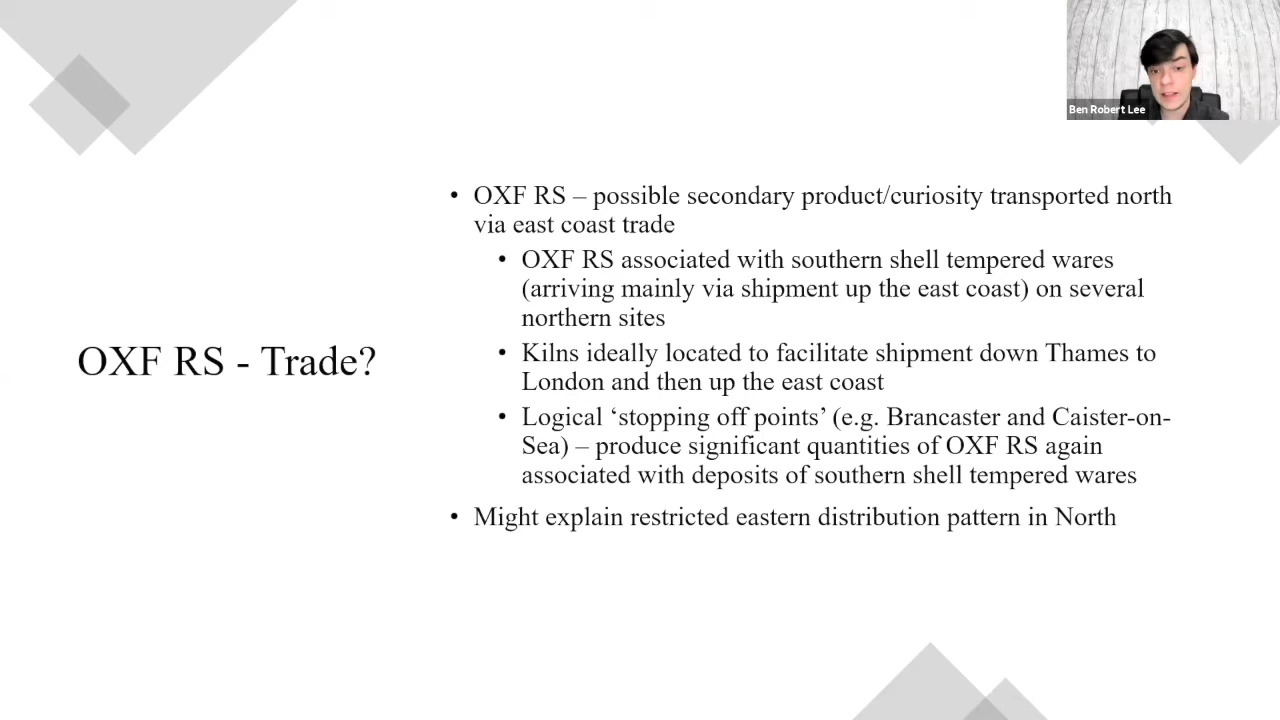 Ben Robert Lee
OXF RS - Trade?
• OXF RS – possible secondary product/curiosity transported north
via east coast trade
• OXF RS associated with southern shell tempered wares
(arriving mainly via shipment up the east coast) on several
northern sites
• Kilns ideally located to facilitate shipment down Thames to
London and then up the east coast
• Logical ‘stopping off points’ (e.g. Brancaster and Caister-on-
Sea) – produce significant quantities of OXF RS again
associated with deposits of southern shell tempered wares
• Might explain restricted eastern distribution pattern in North